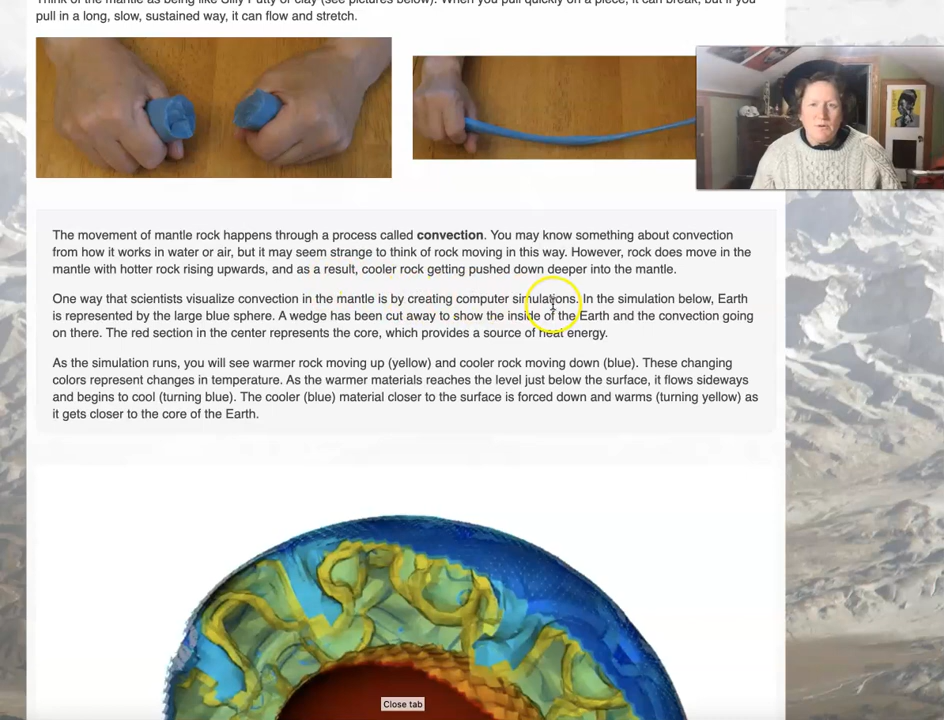 Think of the mantle as being like Silly Putty or clay (see pictures below). When you pull quickly on a piece, it can break, but if you
pull in a long, slow, sustained way, it can flow and stretch.
The movement of mantle rock happens through a process called convection. You may know something about convection
from how it works in water or air, but it may seem strange to think of rock moving in this way. However, rock does move in the
mantle with hotter rock rising upwards, and as a result, cooler rock getting pushed down deeper into the mantle.
One way that scientists visualize convection in the mantle is by creating computer simulations. In the simulation below, Earth
is represented by the large blue sphere. A wedge has been cut away to show the inside of the Earth and the convection going
on there. The red section in the center represents the core, which provides a source of heat energy.
As the simulation runs, you will see warmer rock moving up (yellow) and cooler rock moving down (blue). These changing
colors represent changes in temperature. As the warmer materials reaches the level just below the surface, it flows sideways
and begins to cool (turning blue). The cooler (blue) material closer to the surface is forced down and warms (turning yellow) as
it gets closer to the core of the Earth.
Close tab